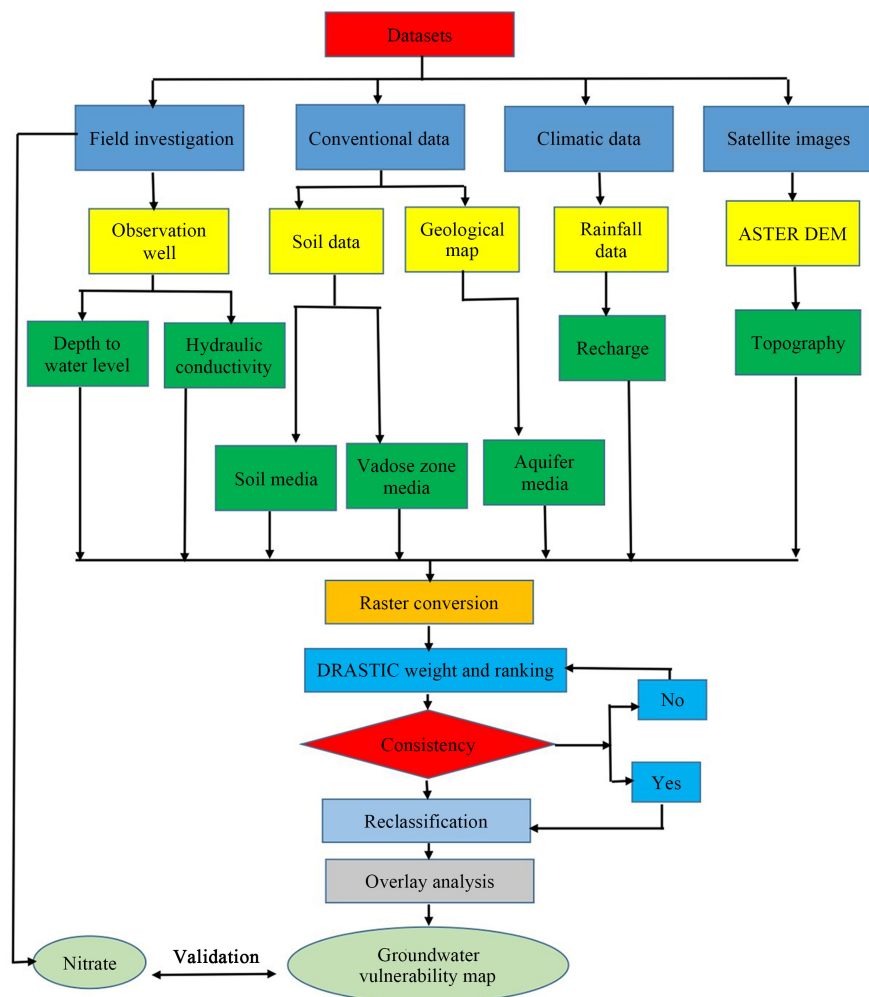 Datasets
Field investigation
Conventional data
Climatic data
Satellite images
Observation
well
Soil data
Geological
map
Rainfall
data
ASTER DEM
Depth to
water level
Hydraulic
conductivity
Recharge
Topography
Soil media
Vadose zone
media
Aquifer
media
Raster conversion
DRASTIC weight and ranking
No
Consistency
Yes
Reclassification
Overlay analysis
Nitrate
Validation
Groundwater
vulnerability map